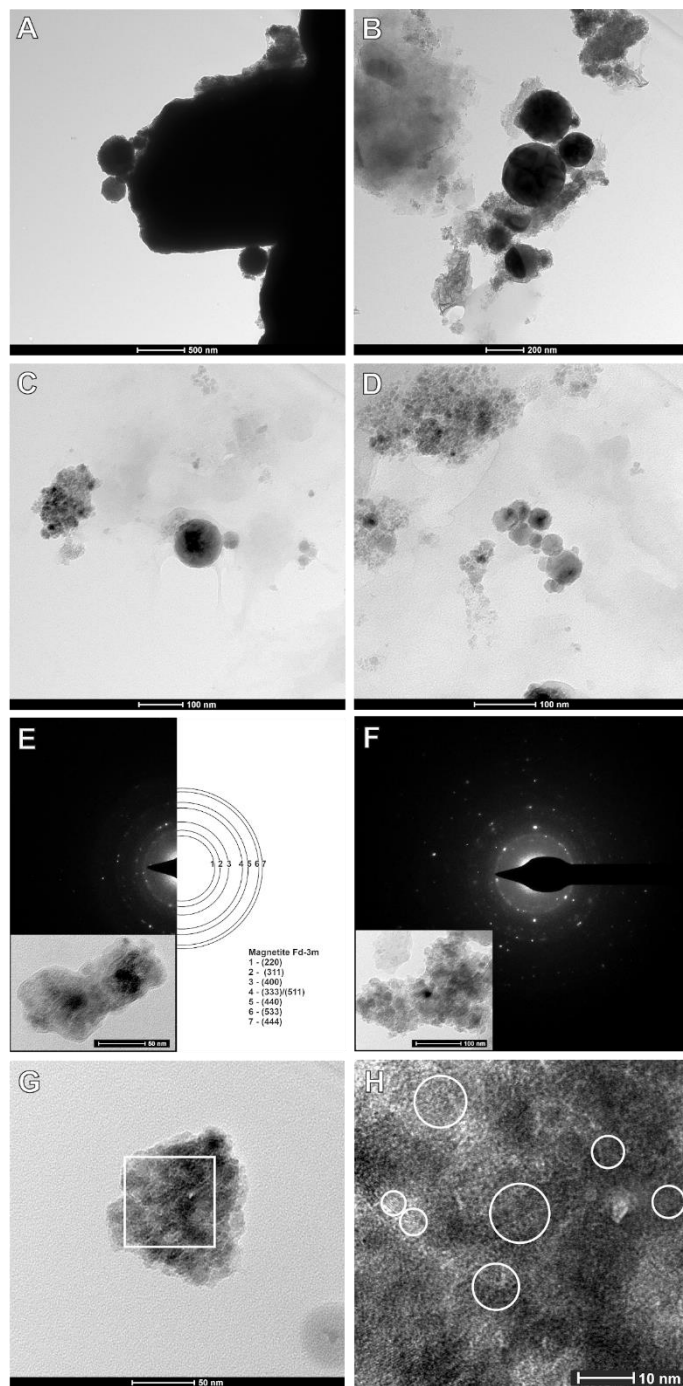 A
B
500 nm
200 nm
C
D
100 nm
100 nm
E
F
1 2 3 4 5 6 7
Magnetite Fd-3m
1 - (220)
2 - (311)
3 - (400)
4 - (333)/(511)
5 - (440)
6 - (533)
7 - (444)
50 nm
100 nm
G
H
50 nm
10 nm